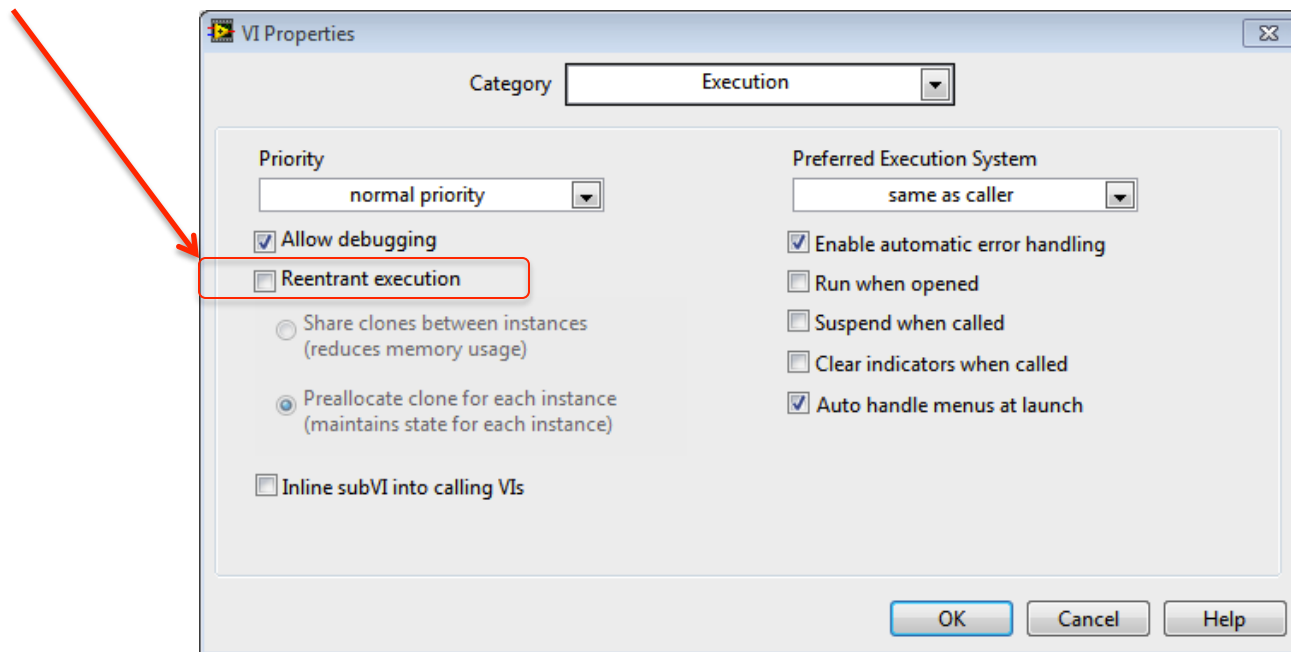 VI Properties
Category
Execution
Priority
normal priority
Allow debugging
Reentrant execution
Share clones between instances
(reduces memory usage)
Preallocate clone for each instance
(maintains state for each instance)
Inline subVI into calling VIs
Preferred Execution System
same as caller
Enable automatic error handling
Run when opened
Suspend when called
Clear indicators when called
Auto handle menus at launch
OK
Cancel
Help